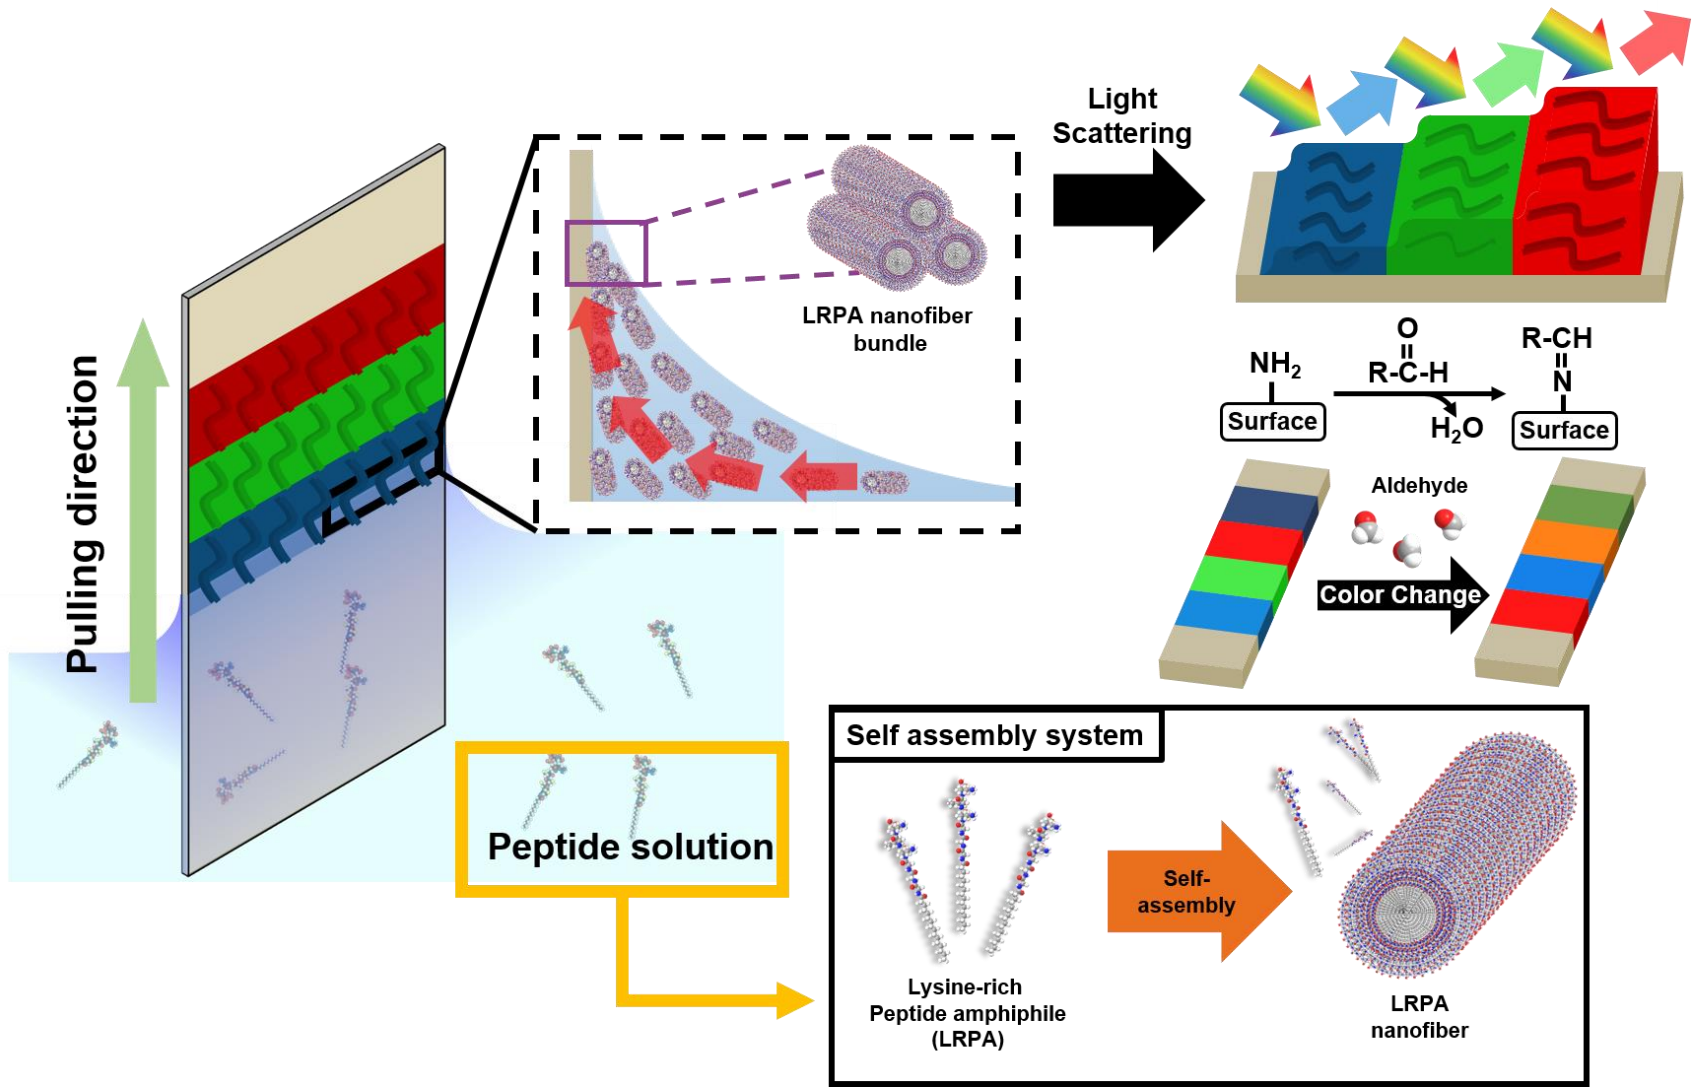 Pulling direction
LRPA nanofiber
bundle
Light
Scattering
NH2
Surface
O
R-C-H
H2O
R-CH
N
Surface
Aldehyde
Color Change
Peptide solution
Self assembly system
Lysine-rich
Peptide amphiphile
(LRPA)
Self-
assembly
LRPA
nanofiber